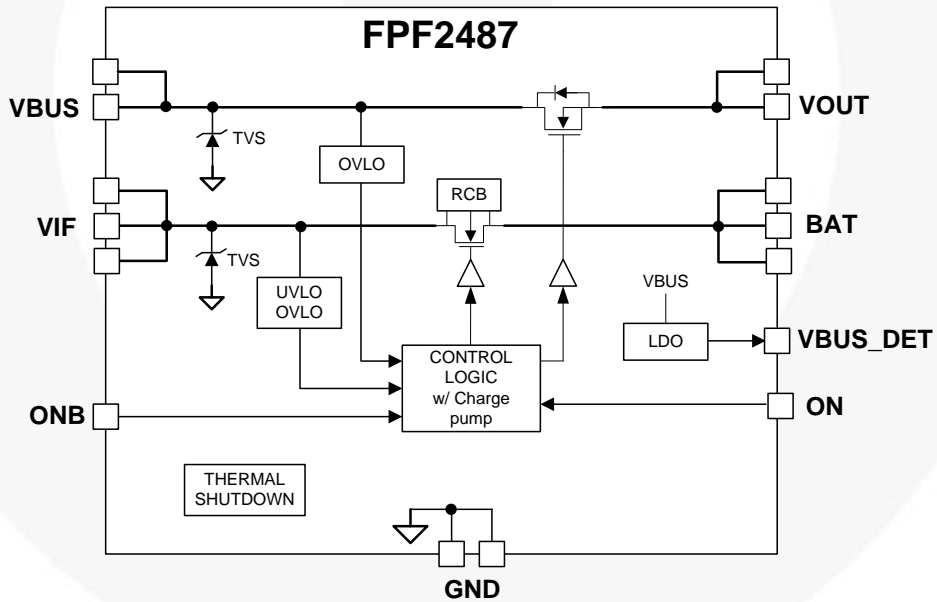 FPF2487
VBUS
VOUT
TVS
OVLO
RCB
VIF
BAT
TVS
UVLO
OVLO
VBUS
LDO
VBUS_DET
CONTROL
LOGIC
w/ Charge
pump
ONB
ON
THERMAL
SHUTDOWN
GND